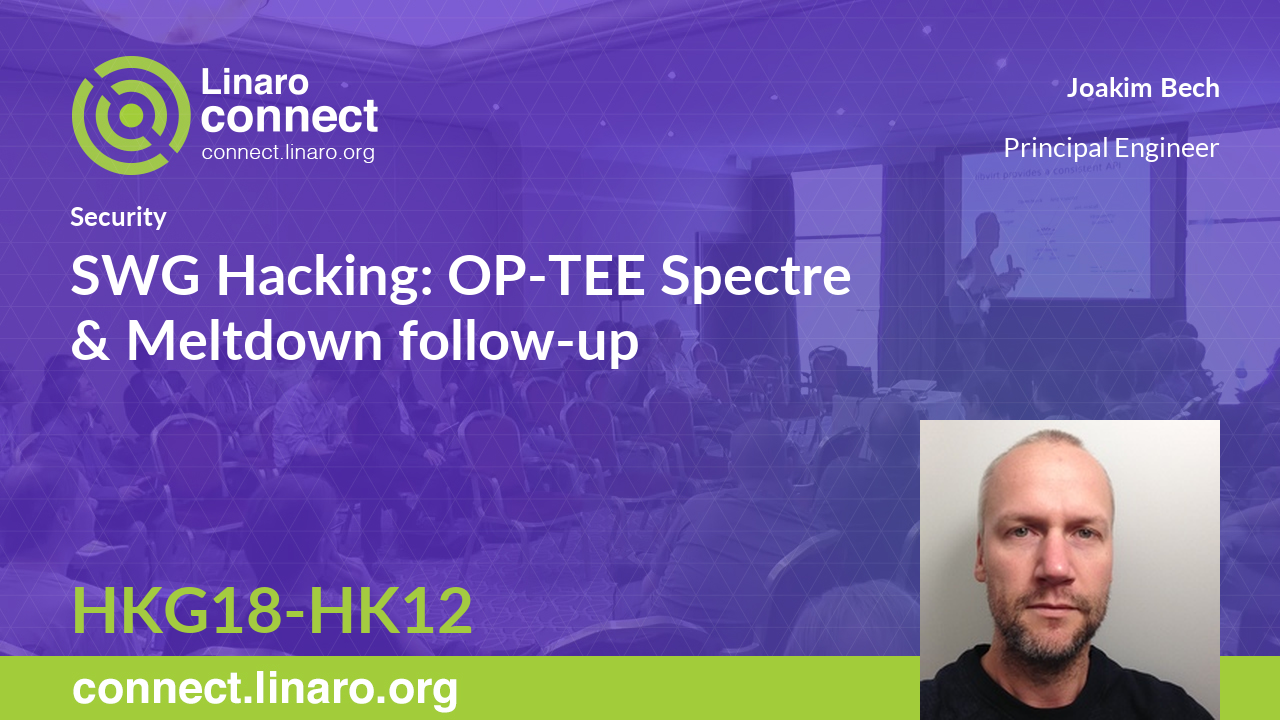 Linaro
connect
connect.linaro.org
Joakim Bech
Principal Engineer
Security
SWG Hacking: OP-TEE Spectre
& Meltdown follow-up
HKG18-HK12
connect.linaro.org